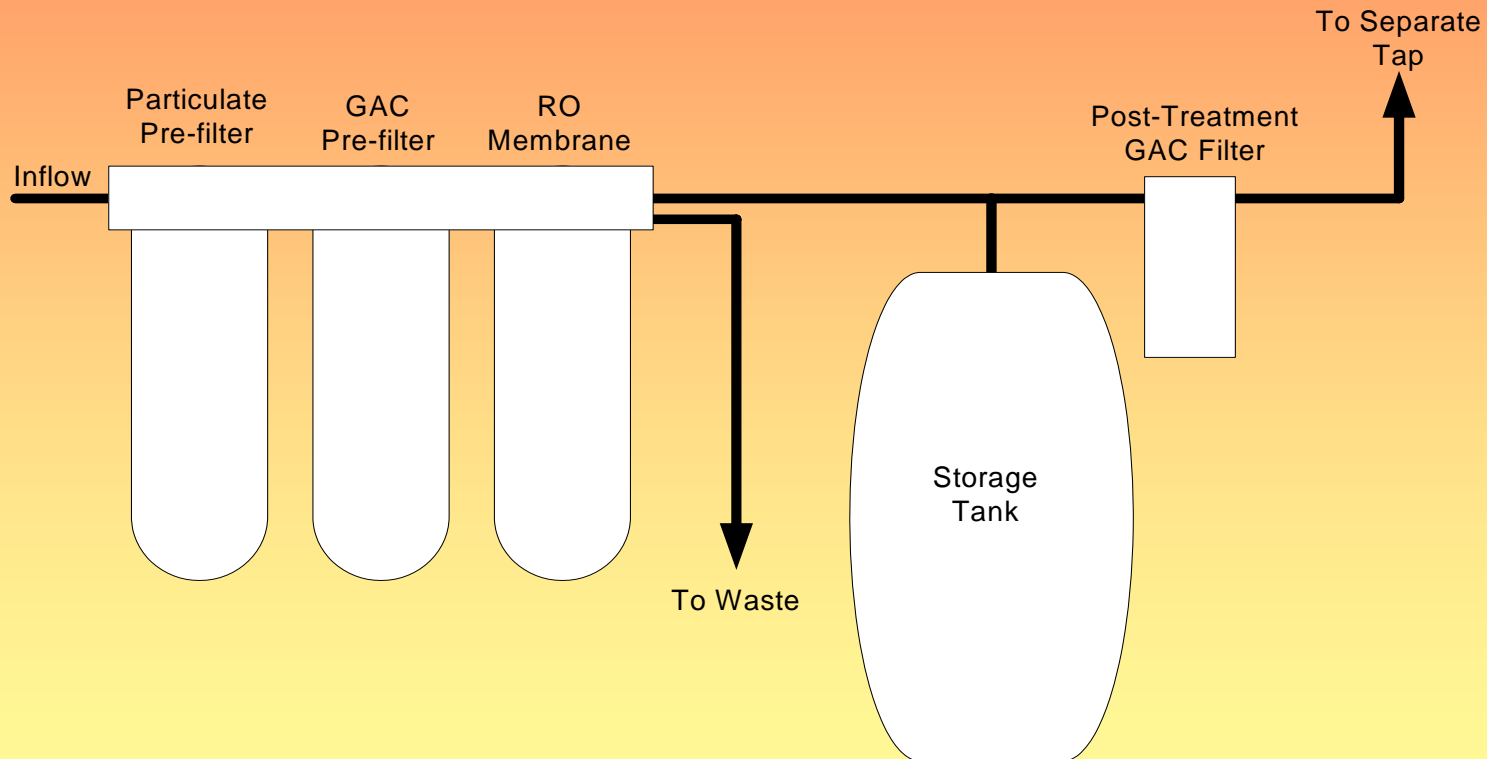 To Separate
Tap
Particulate
Pre-filter
GAC
Pre-filter
RO
Membrane
Post-Treatment
GAC Filter
Inflow
Storage
Tank
To Waste